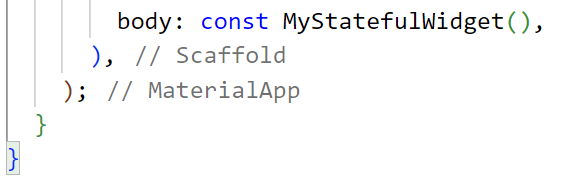 body: const MyStatefulWidget(),
), // Scaffold
); // MaterialApp
}
}